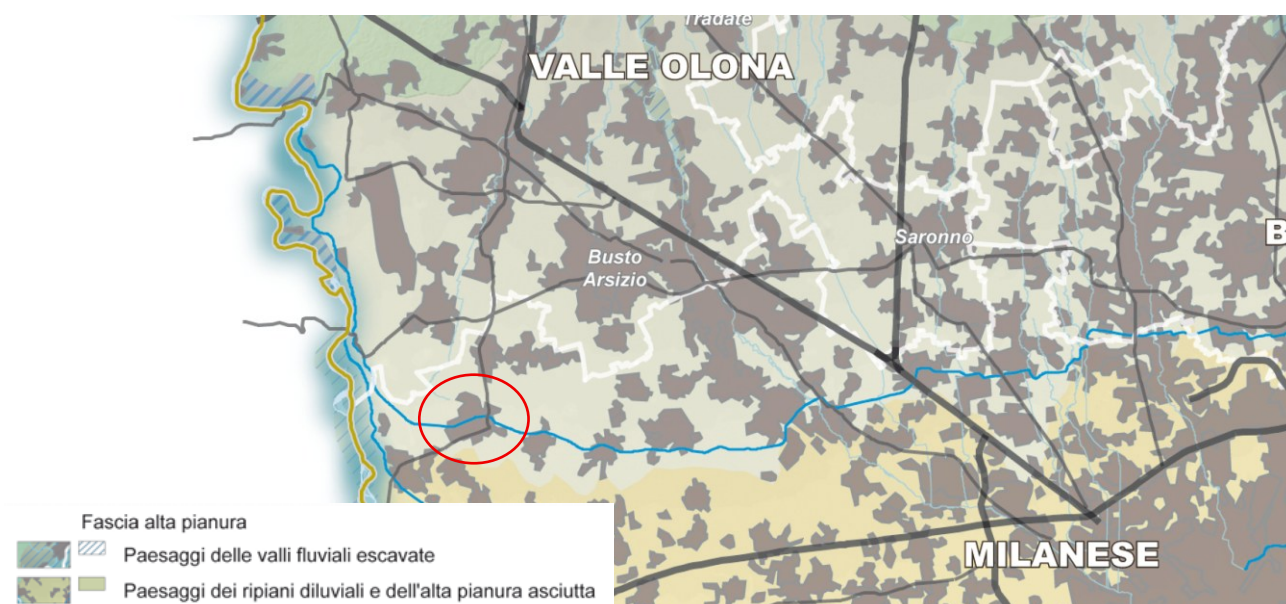 Tradate
VALLE OLONA
Saronno
B
Busto
Arsizio
MILANESE
Fascia alta pianura
Paesaggi delle valli fluviali escavate
Paesaggi dei ripiani diluviali e dell'alta pianura asciutta